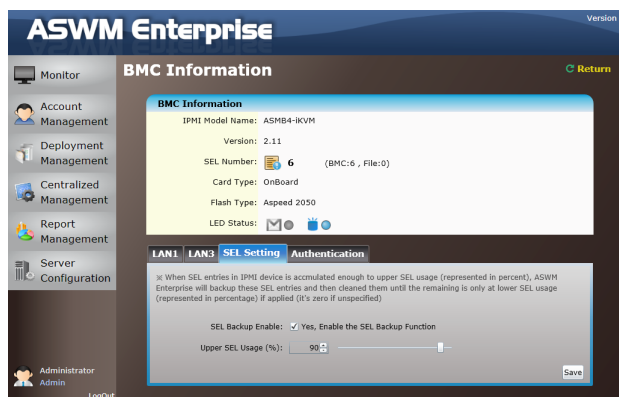 ASWM Enterprise
Version
Monitor
BMC Information
Return
Account
Management
Deployment
Management
Centralized
Management
Report
Management
Server
Configuration
Administrator
Admin
LogOut
BMC Information
IPMI Model Name: ASMB4-iKVM
Version: 2.11
SEL Number: 6 (BMC:6 , File:0)
Card Type: OnBoard
Flash Type: Aspeed 2050
LED Status:
LAN1 LAN3 SEL Setting Authentication
※ When SEL entries in IPMI device is accmulated enough to upper SEL usage (represented in percent), ASWM
Enterprise will backup these SEL entries and then cleaned them until the remaining is only at lower SEL usage
(represented in percentage) if applied (it's zero if unspecified)
SEL Backup Enable: Yes, Enable the SEL Backup Function
Upper SEL Usage (%): 90
Save